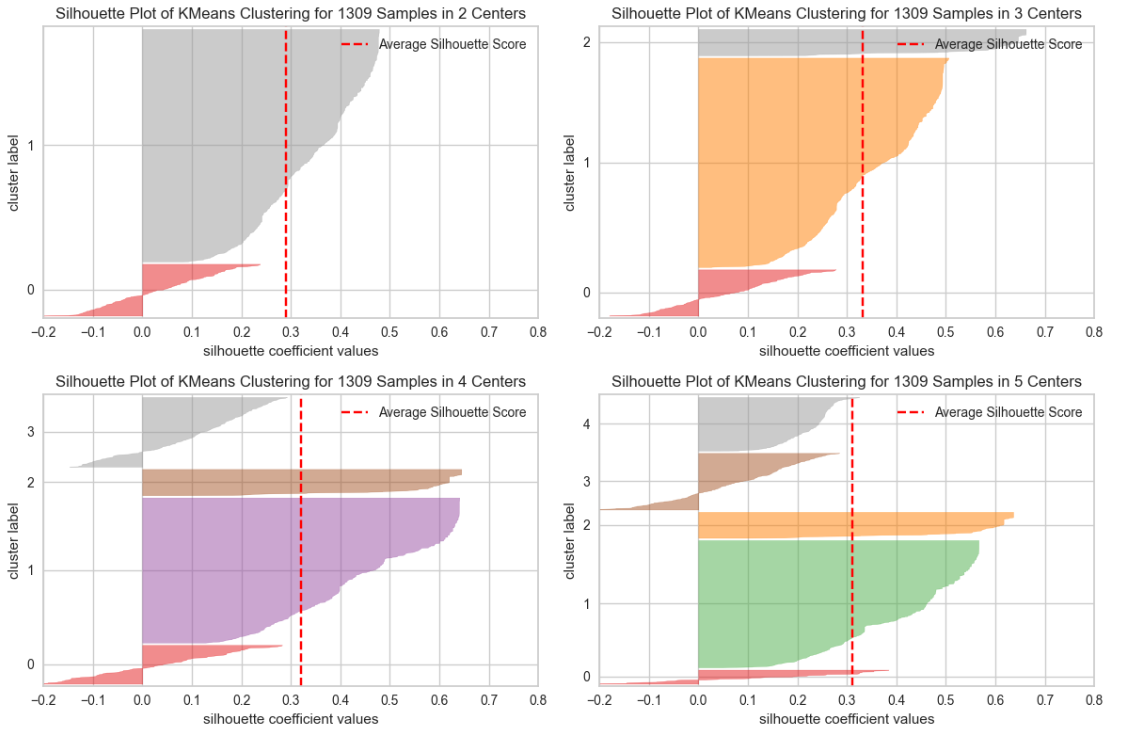 Silhouette Plot of KMeans Clustering for 1309 Samples in 2 Centers
Average Silhouette Score
cluster label
1
0
−0.2 −0.1 0.0 0.1 0.2 0.3 0.4 0.5 0.6 0.7 0.8
silhouette coefficient values
Silhouette Plot of KMeans Clustering for 1309 Samples in 3 Centers
Average Silhouette Score
cluster label
2
1
0
−0.2 −0.1 0.0 0.1 0.2 0.3 0.4 0.5 0.6 0.7 0.8
silhouette coefficient values
Silhouette Plot of KMeans Clustering for 1309 Samples in 4 Centers
Average Silhouette Score
cluster label
3
2
1
0
−0.2 −0.1 0.0 0.1 0.2 0.3 0.4 0.5 0.6 0.7 0.8
silhouette coefficient values
Silhouette Plot of KMeans Clustering for 1309 Samples in 5 Centers
Average Silhouette Score
cluster label
4
3
2
1
0
−0.2 −0.1 0.0 0.1 0.2 0.3 0.4 0.5 0.6 0.7 0.8
silhouette coefficient values